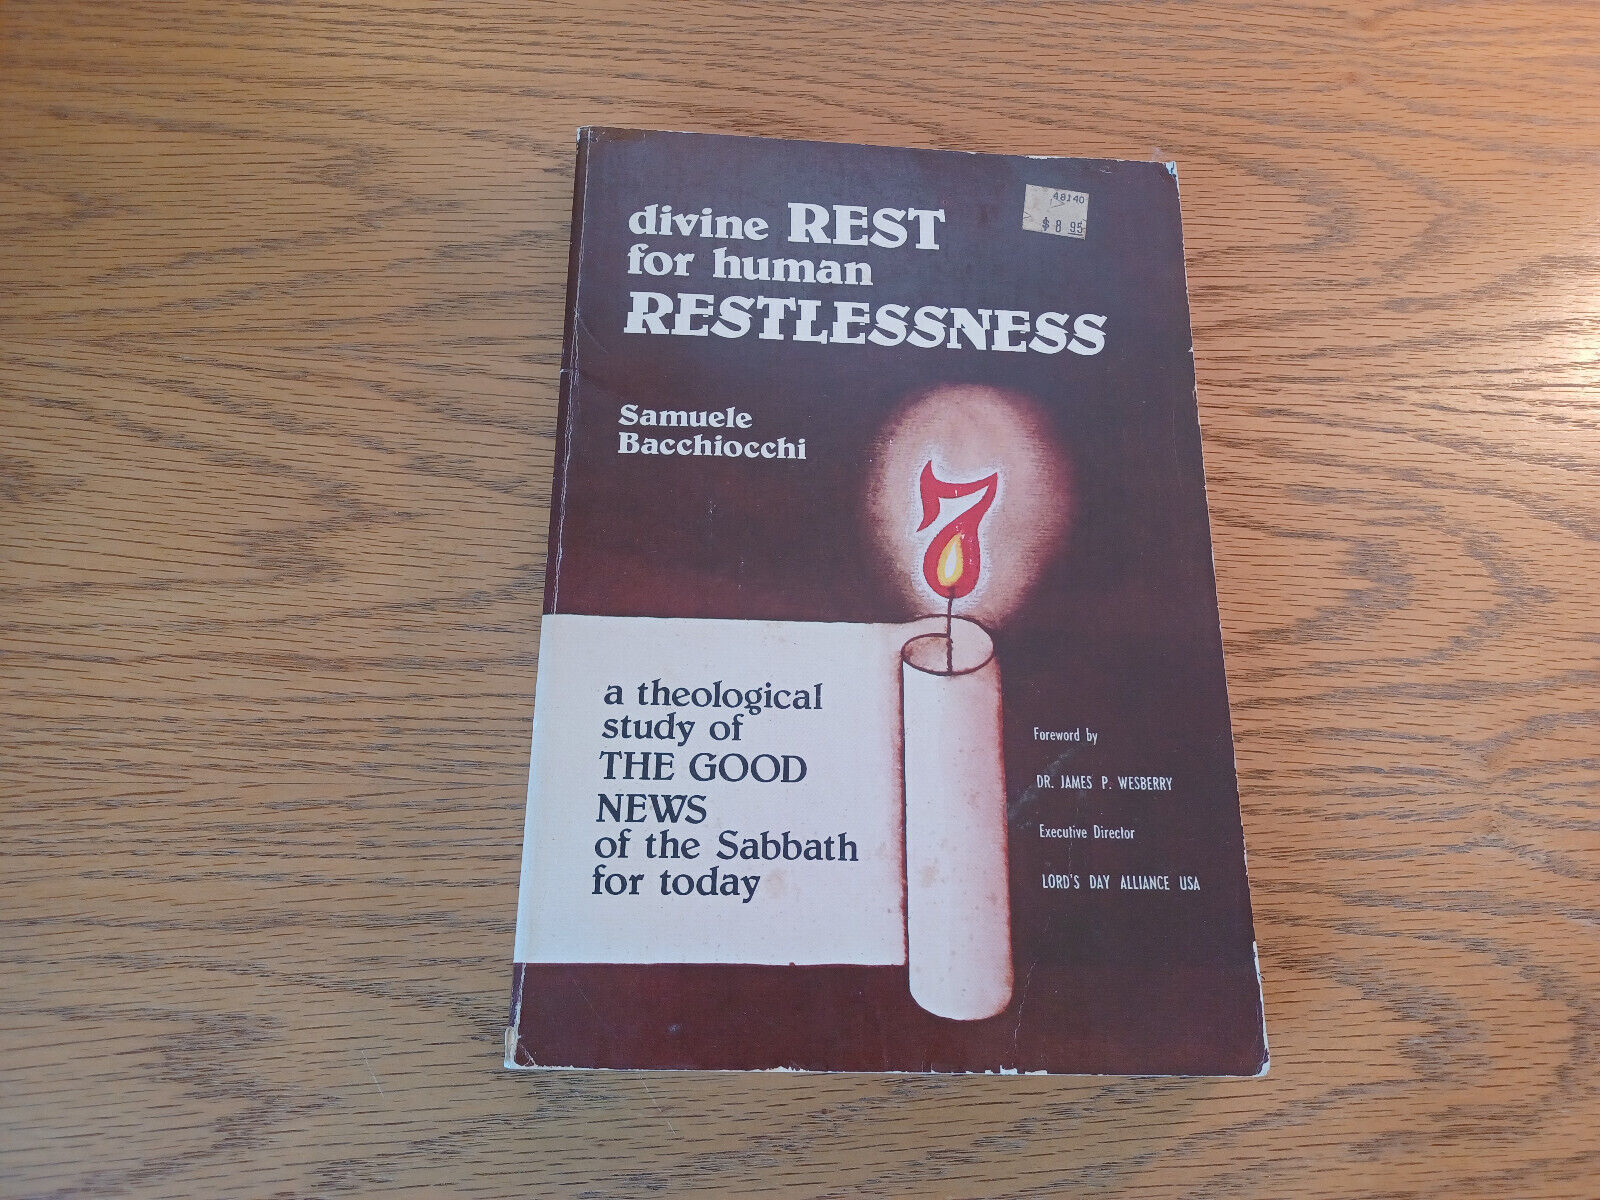 divine REST
for human
RESTLESSNESS
48140
$ 8 95
Samuele
Bacchiocchi
7
a theological
study of
THE GOOD
NEWS
of the Sabbath
for today
Foreword by
DR. JAMES P. WESBERRY
Executive Director
LORD'S DAY ALLIANCE USA